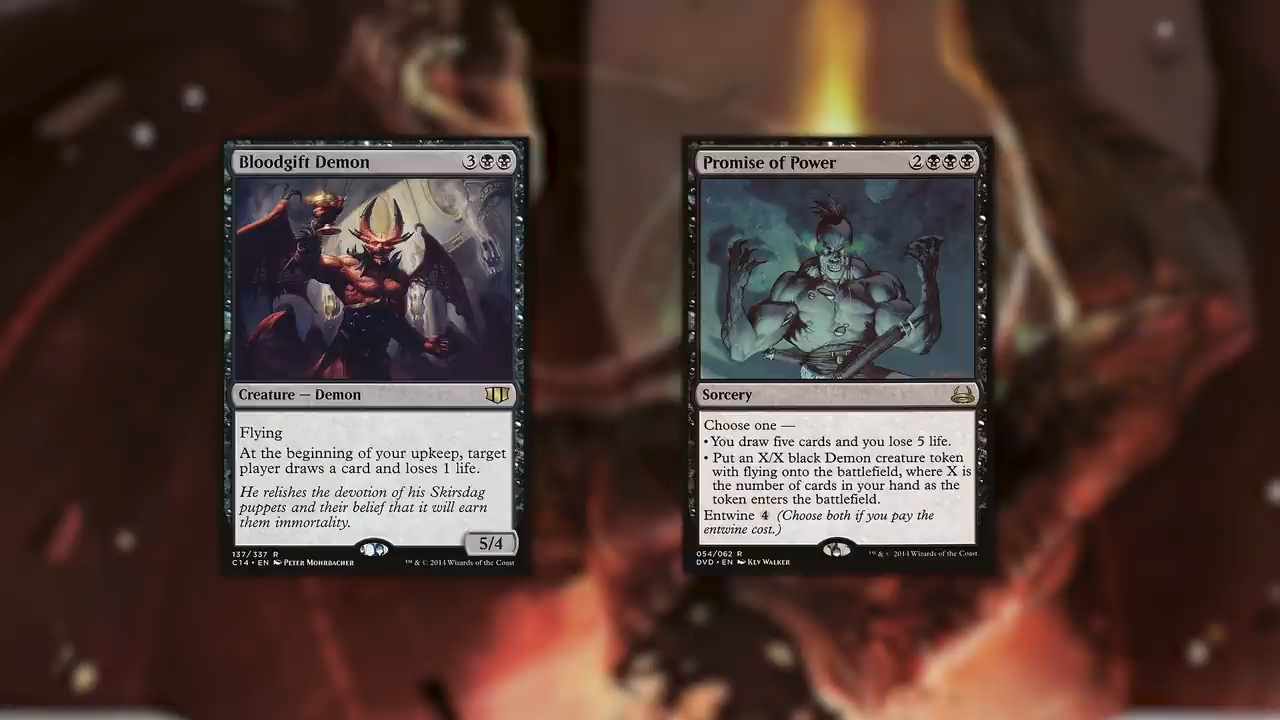 Bloodgift Demon 3
Creature — Demon
Flying
At the beginning of your upkeep, target
player draws a card and loses 1 life.
He relishes the devotion of his Skirsdag
puppets and their belief that it will earn
them immortality.
5/4
137/337 R
C14 • EN Peter Mohrbacher
™ & © 2014 Wizards of the Coast
Promise of Power 2
Sorcery
Choose one —
• You draw five cards and you lose 5 life.
• Put an X/X black Demon creature token
with flying onto the battlefield, where X is
the number of cards in your hand as the
token enters the battlefield.
Entwine 4 (Choose both if you pay the
entwine cost.)
054/062 R
DVD • EN Kev Walker
™ & © 2014 Wizards of the Coast